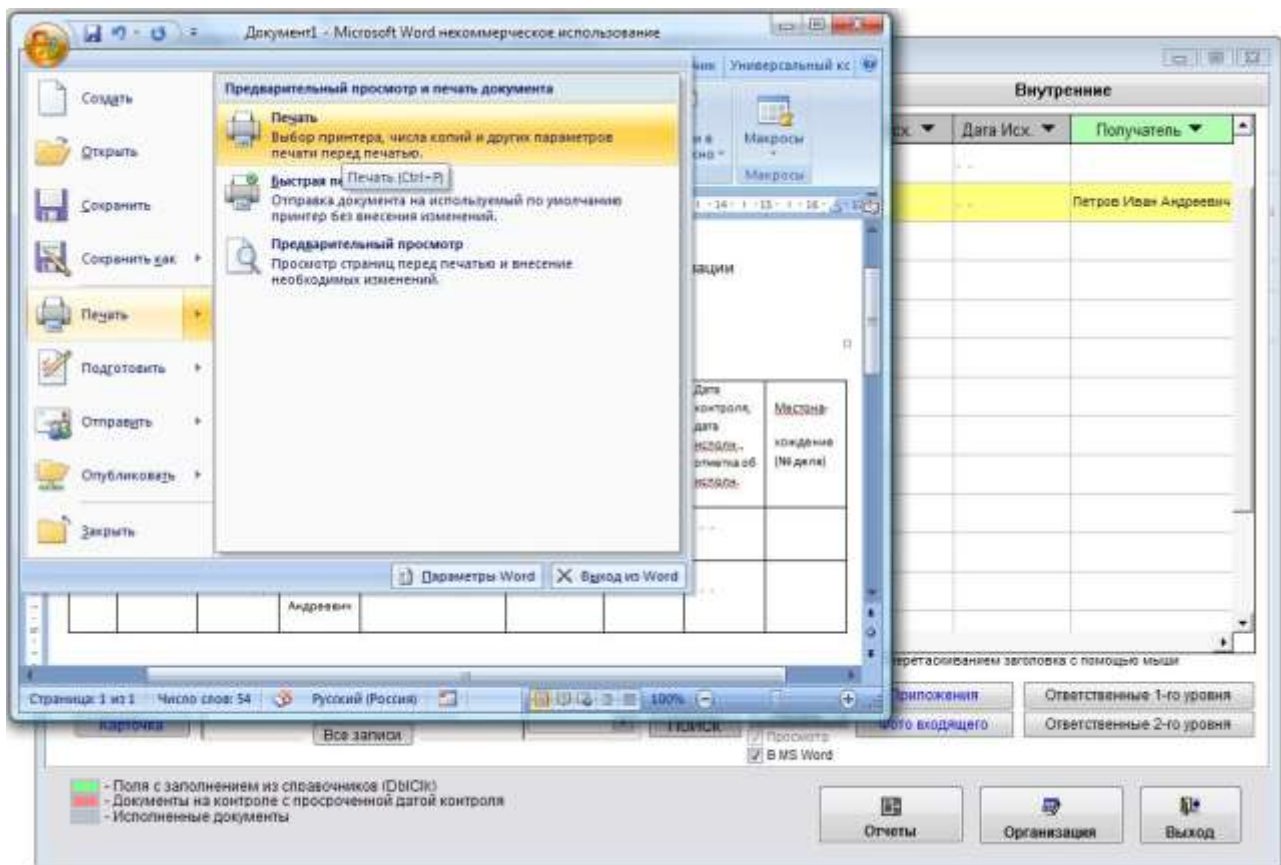 Документ1 - Microsoft Word некоммерческое использование
Универсальный кс
Создать
Открыть
Сохранить
Сохранить как
Печать
Подготовить
Отправить
Опубликовать
Закрыть
Предварительный просмотр и печать документа
Печать
Выбор принтера, числа копий и других параметров
печати перед печатью.
Быстрая
Печать (Ctrl+P)
Отправка документа на используемый по умолчанию
принтер без внесения изменений.
Предварительный просмотр
Просмотр страниц перед печатью и внесение
необходимых изменений.
Параметры Word
Выход из Word
Макросы
Макросы
Дата
контроля,
дата
исполн.,
отметка об
исполн.
Местона-
хождение
(№ дела)
Андреевич
Страница: 1 из 1
Число слов: 54
Русский (Россия)
100%
Внутренние
Дата Исх.
Получатель
Петров Иван Андреевич
заголовка с помощью мыши
Ответственные 1-го уровня
Ответственные 2-го уровня
Карточка
Все записи
Просмотр
В MS Word
- Поля с заполнением из справочников (DblClk)
- Документы на контроле с просроченной датой контроля
- Исполненные документы
Отчеты
Организация
Выход